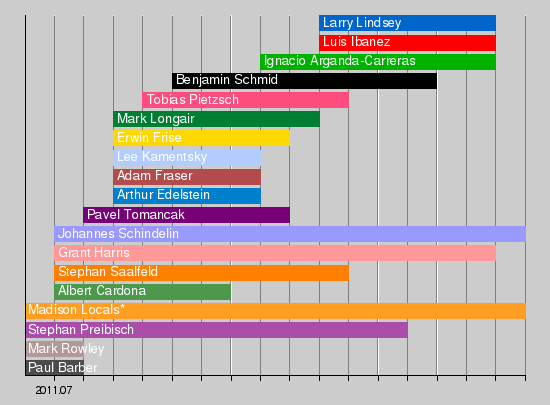 Larry Lindsey
Luis Ibanez
Ignacio Arganda-Carreras
Benjamin Schmid
Tobias Pietzsch
Mark Longair
Erwin Frise
Lee Kamentsky
Adam Fraser
Arthur Edelstein
Pavel Tomancak
Johannes Schindelin
Grant Harris
Stephan Saalfeld
Albert Cardona
Madison Locals*
Stephan Preibisch
Mark Rowley
Paul Barber
2011.07